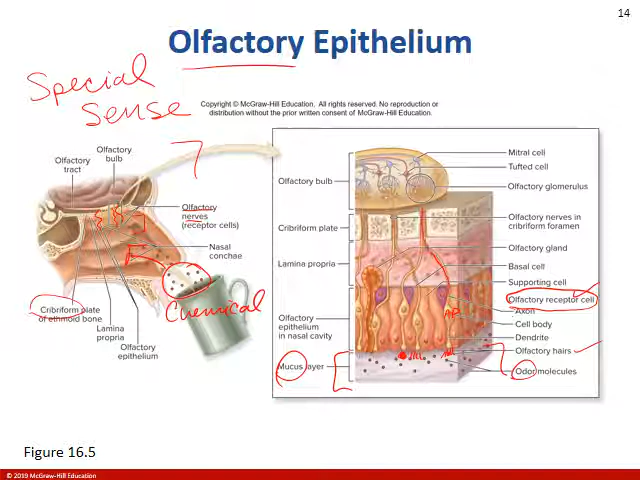 14
Olfactory Epithelium
Special
Sense
Copyright © McGraw-Hill Education. All rights reserved. No reproduction or
distribution without the prior written consent of McGraw-Hill Education.
Olfactory
tract
Olfactory
bulb
Olfactory
nerves
(receptor cells)
Nasal
conchae
Chemical
Cribriform plate
of ethmoid bone
Lamina
propria
Olfactory
epithelium
Olfactory bulb
Cribriform plate
Lamina propria
Olfactory
epithelium
in nasal cavity
Mucus layer
Mitral cell
Tufted cell
Olfactory glomerulus
Olfactory nerves in
cribriform foramen
Olfactory gland
Basal cell
Supporting cell
Olfactory receptor cell
Axon
Cell body
Dendrite
Olfactory hairs
Odor molecules
AP
Figure 16.5
© 2019 McGraw-Hill Education